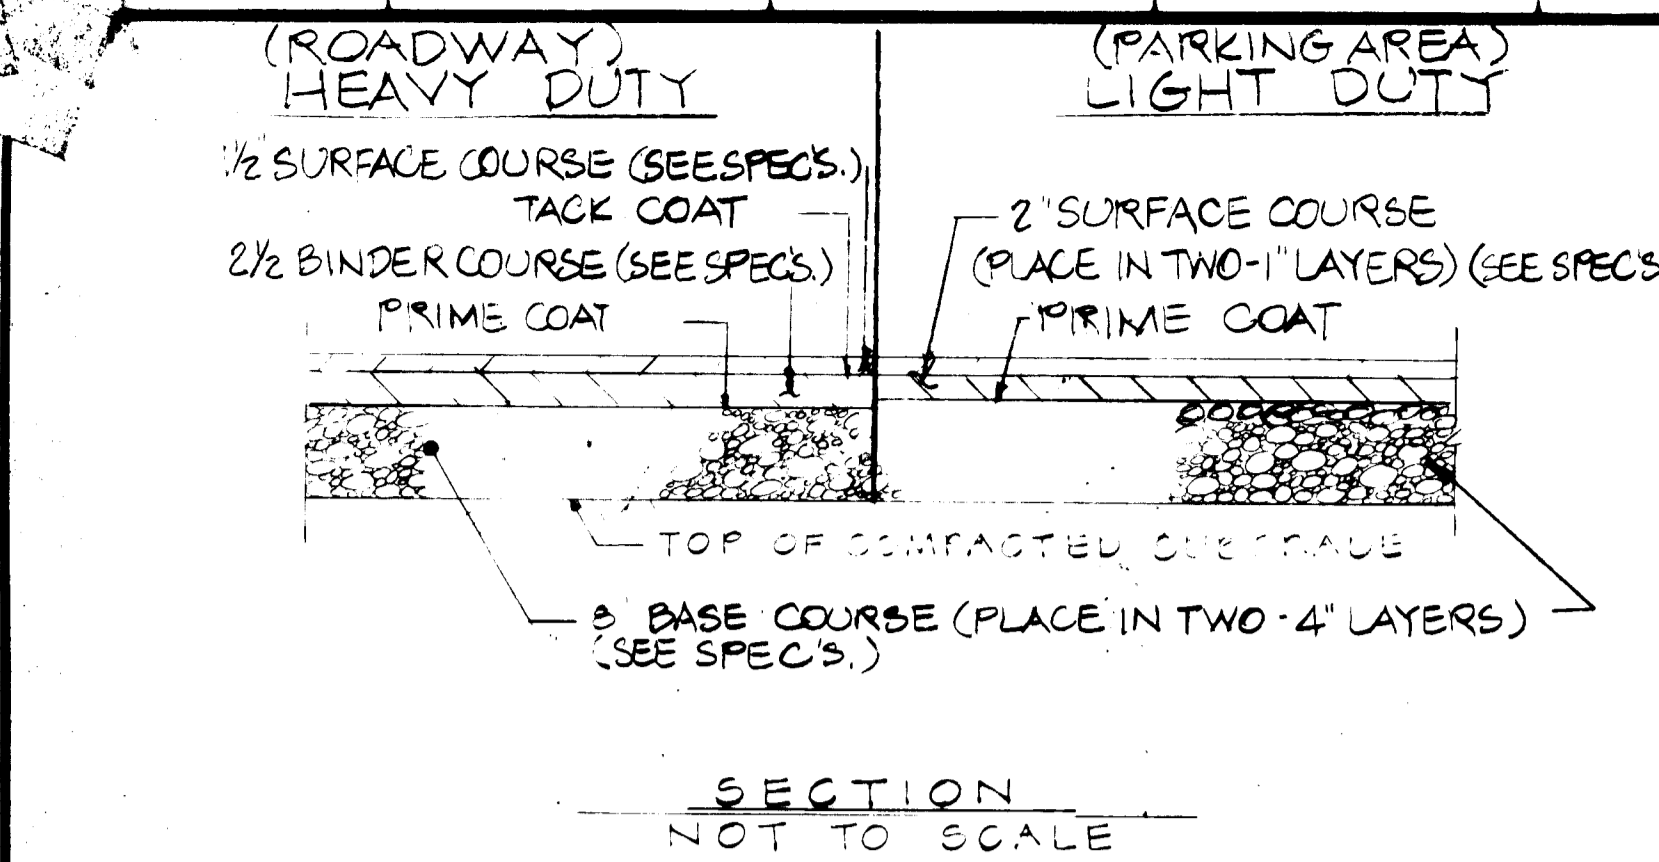 (ROADWAY)
HEAVY DUTY
1/2" SURFACE COURSE (SEE SPEC'S.)
TACK COAT
2 1/2 BINDER COURSE (SEE SPEC'S.)
PRIME COAT
(PARKING AREA)
LIGHT DUTY
2" SURFACE COURSE
(PLACE IN TWO-1" LAYERS) (SEE SPEC'S
PRIME COAT
TOP OF COMPACTED SUBGRADE
8" BASE COURSE (PLACE IN TWO-4" LAYERS)
(SEE SPEC'S.)
SECTION
NOT TO SCALE